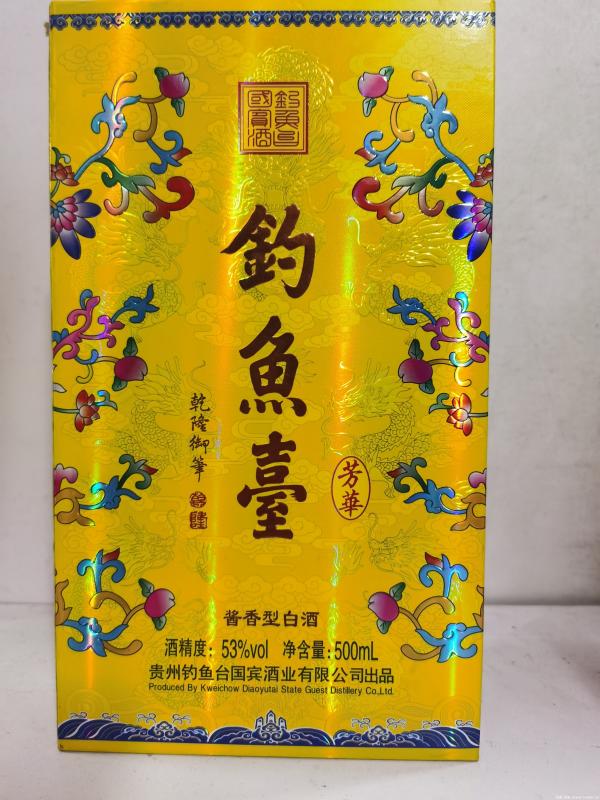 釣魚臺
國賓酒
釣魚臺
乾隆御筆
芳華
酱香型白酒
酒精度：53%vol 净含量：500mL
贵州钓鱼台国宾酒业有限公司出品
Produced By Kweichow Diaoyutai State Guest Distillery Co.,Ltd.